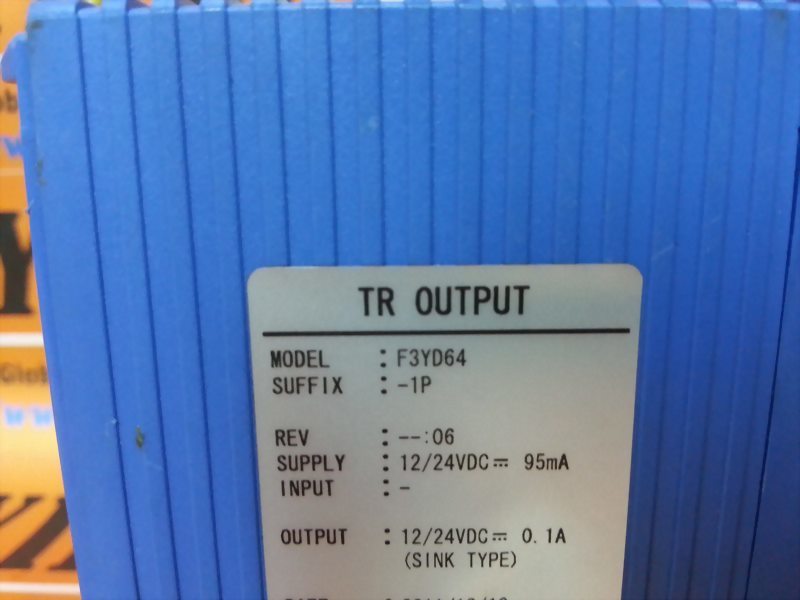 TR OUTPUT
MODEL : F3YD64
SUFFIX : -1P
REV : --:06
SUPPLY : 12/24VDC⎓ 95mA
INPUT : -
OUTPUT : 12/24VDC⎓ 0.1A
(SINK TYPE)